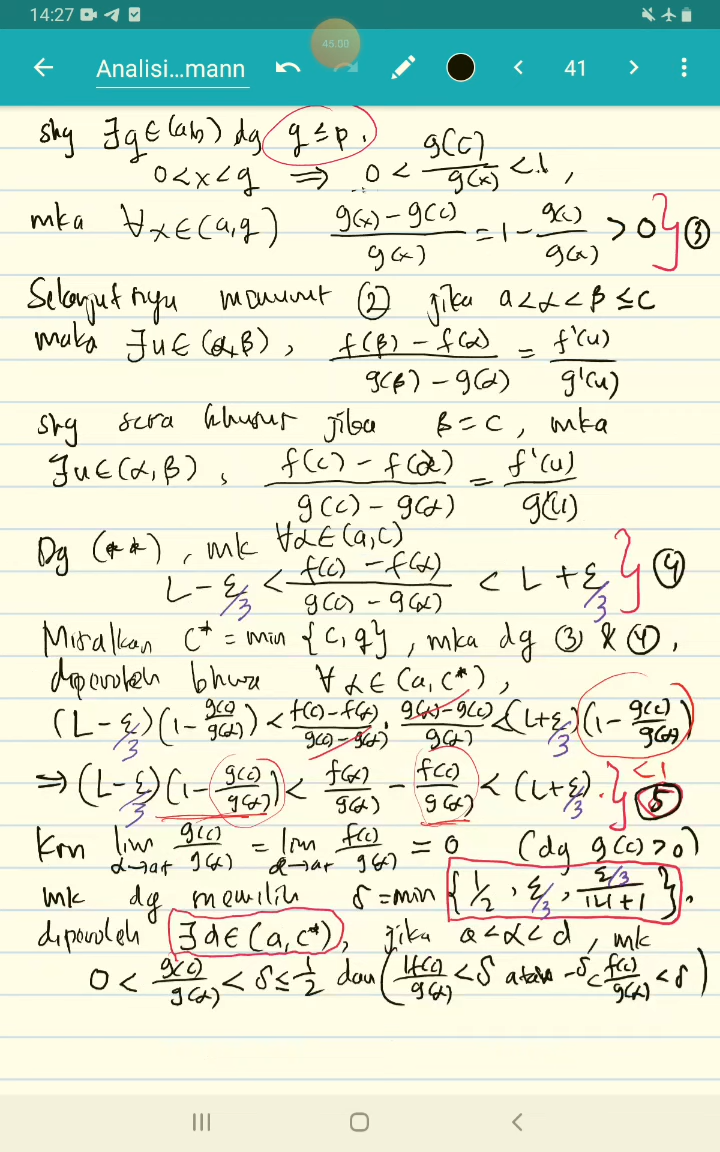 14:27
45.00
Analisi...mann 41
shg ∃q∈(a,b) dg q ≤ p.
0<x<q ⇒ 0 < g(c)/g(x) < 1,
mka ∀x∈(a,q) (g(x) - g(c))/g(x) = 1 - g(c)/g(x) > 0 } ③
Selanjutnya menurut ② jika a<α<β≤c
maka ∃u∈(α,β), (f(β) - f(α))/(g(β) - g(α)) = f'(u)/g'(u)
shg scra khusus jika β=c, mka
∃u∈(α,β), (f(c) - f(α))/(g(c) - g(α)) = f'(u)/g'(u)
Dg (**), mk ∀α∈(a,c)
L - ε/3 < (f(c) - f(α))/(g(c) - g(α)) < L + ε/3 } ④
Misalkan c* = min {c, q}, mka dg ③ & ④,
diperoleh bhwa ∀α∈(a,c*),
(L - ε/3)(1 - g(c)/g(α)) < (f(c) - f(α))/(g(c) - g(α)) · (g(α) - g(c))/g(α) < (L+ε/3)(1 - g(c)/g(α))
⇒ (L - ε/3)(1 - g(c)/g(α)) < f(α)/g(α) - f(c)/g(α) < (L+ε/3). } <1 ⑤
Krn lim α→a+ g(c)/g(α) = lim α→a+ f(c)/g(α) = 0 (dg g(c) > 0)
mk dg memilih δ = min {1/2, ε/3, (ε/3)/(|L|+1)},
diperoleh ∃d∈(a,c*), jika a<α<d, mk
0 < g(c)/g(α) < δ ≤ 1/2 dan (|f(c)|/g(α) < δ atau -δ < f(c)/g(α) < δ)